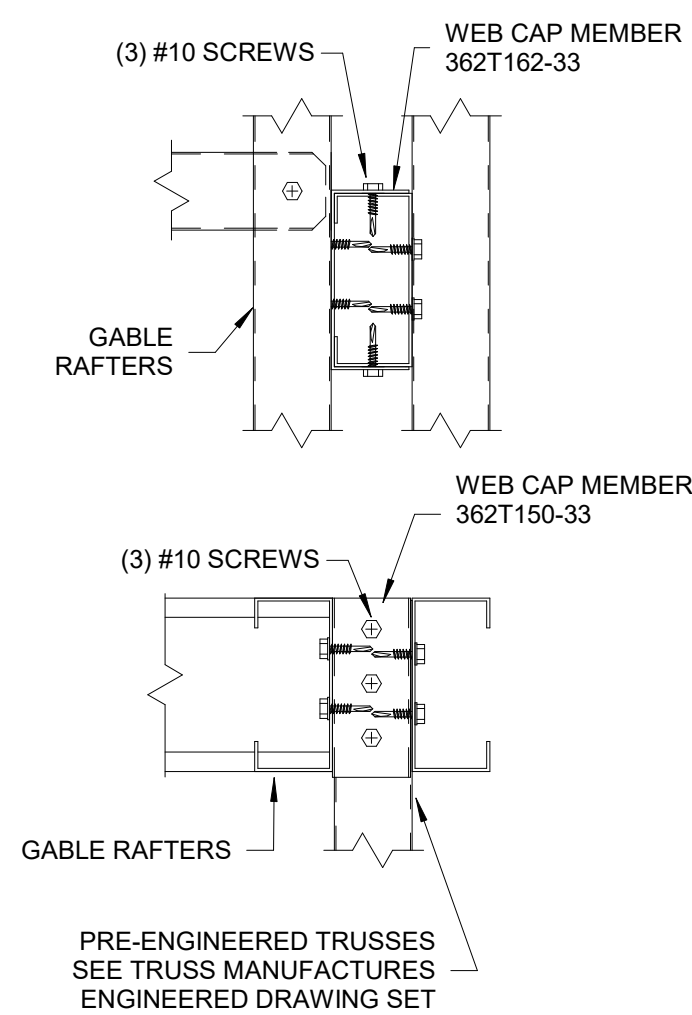 (3) #10 SCREWS
WEB CAP MEMBER
362T162-33
GABLE
RAFTERS
WEB CAP MEMBER
362T150-33
(3) #10 SCREWS
GABLE RAFTERS
PRE-ENGINEERED TRUSSES
SEE TRUSS MANUFACTURES
ENGINEERED DRAWING SET